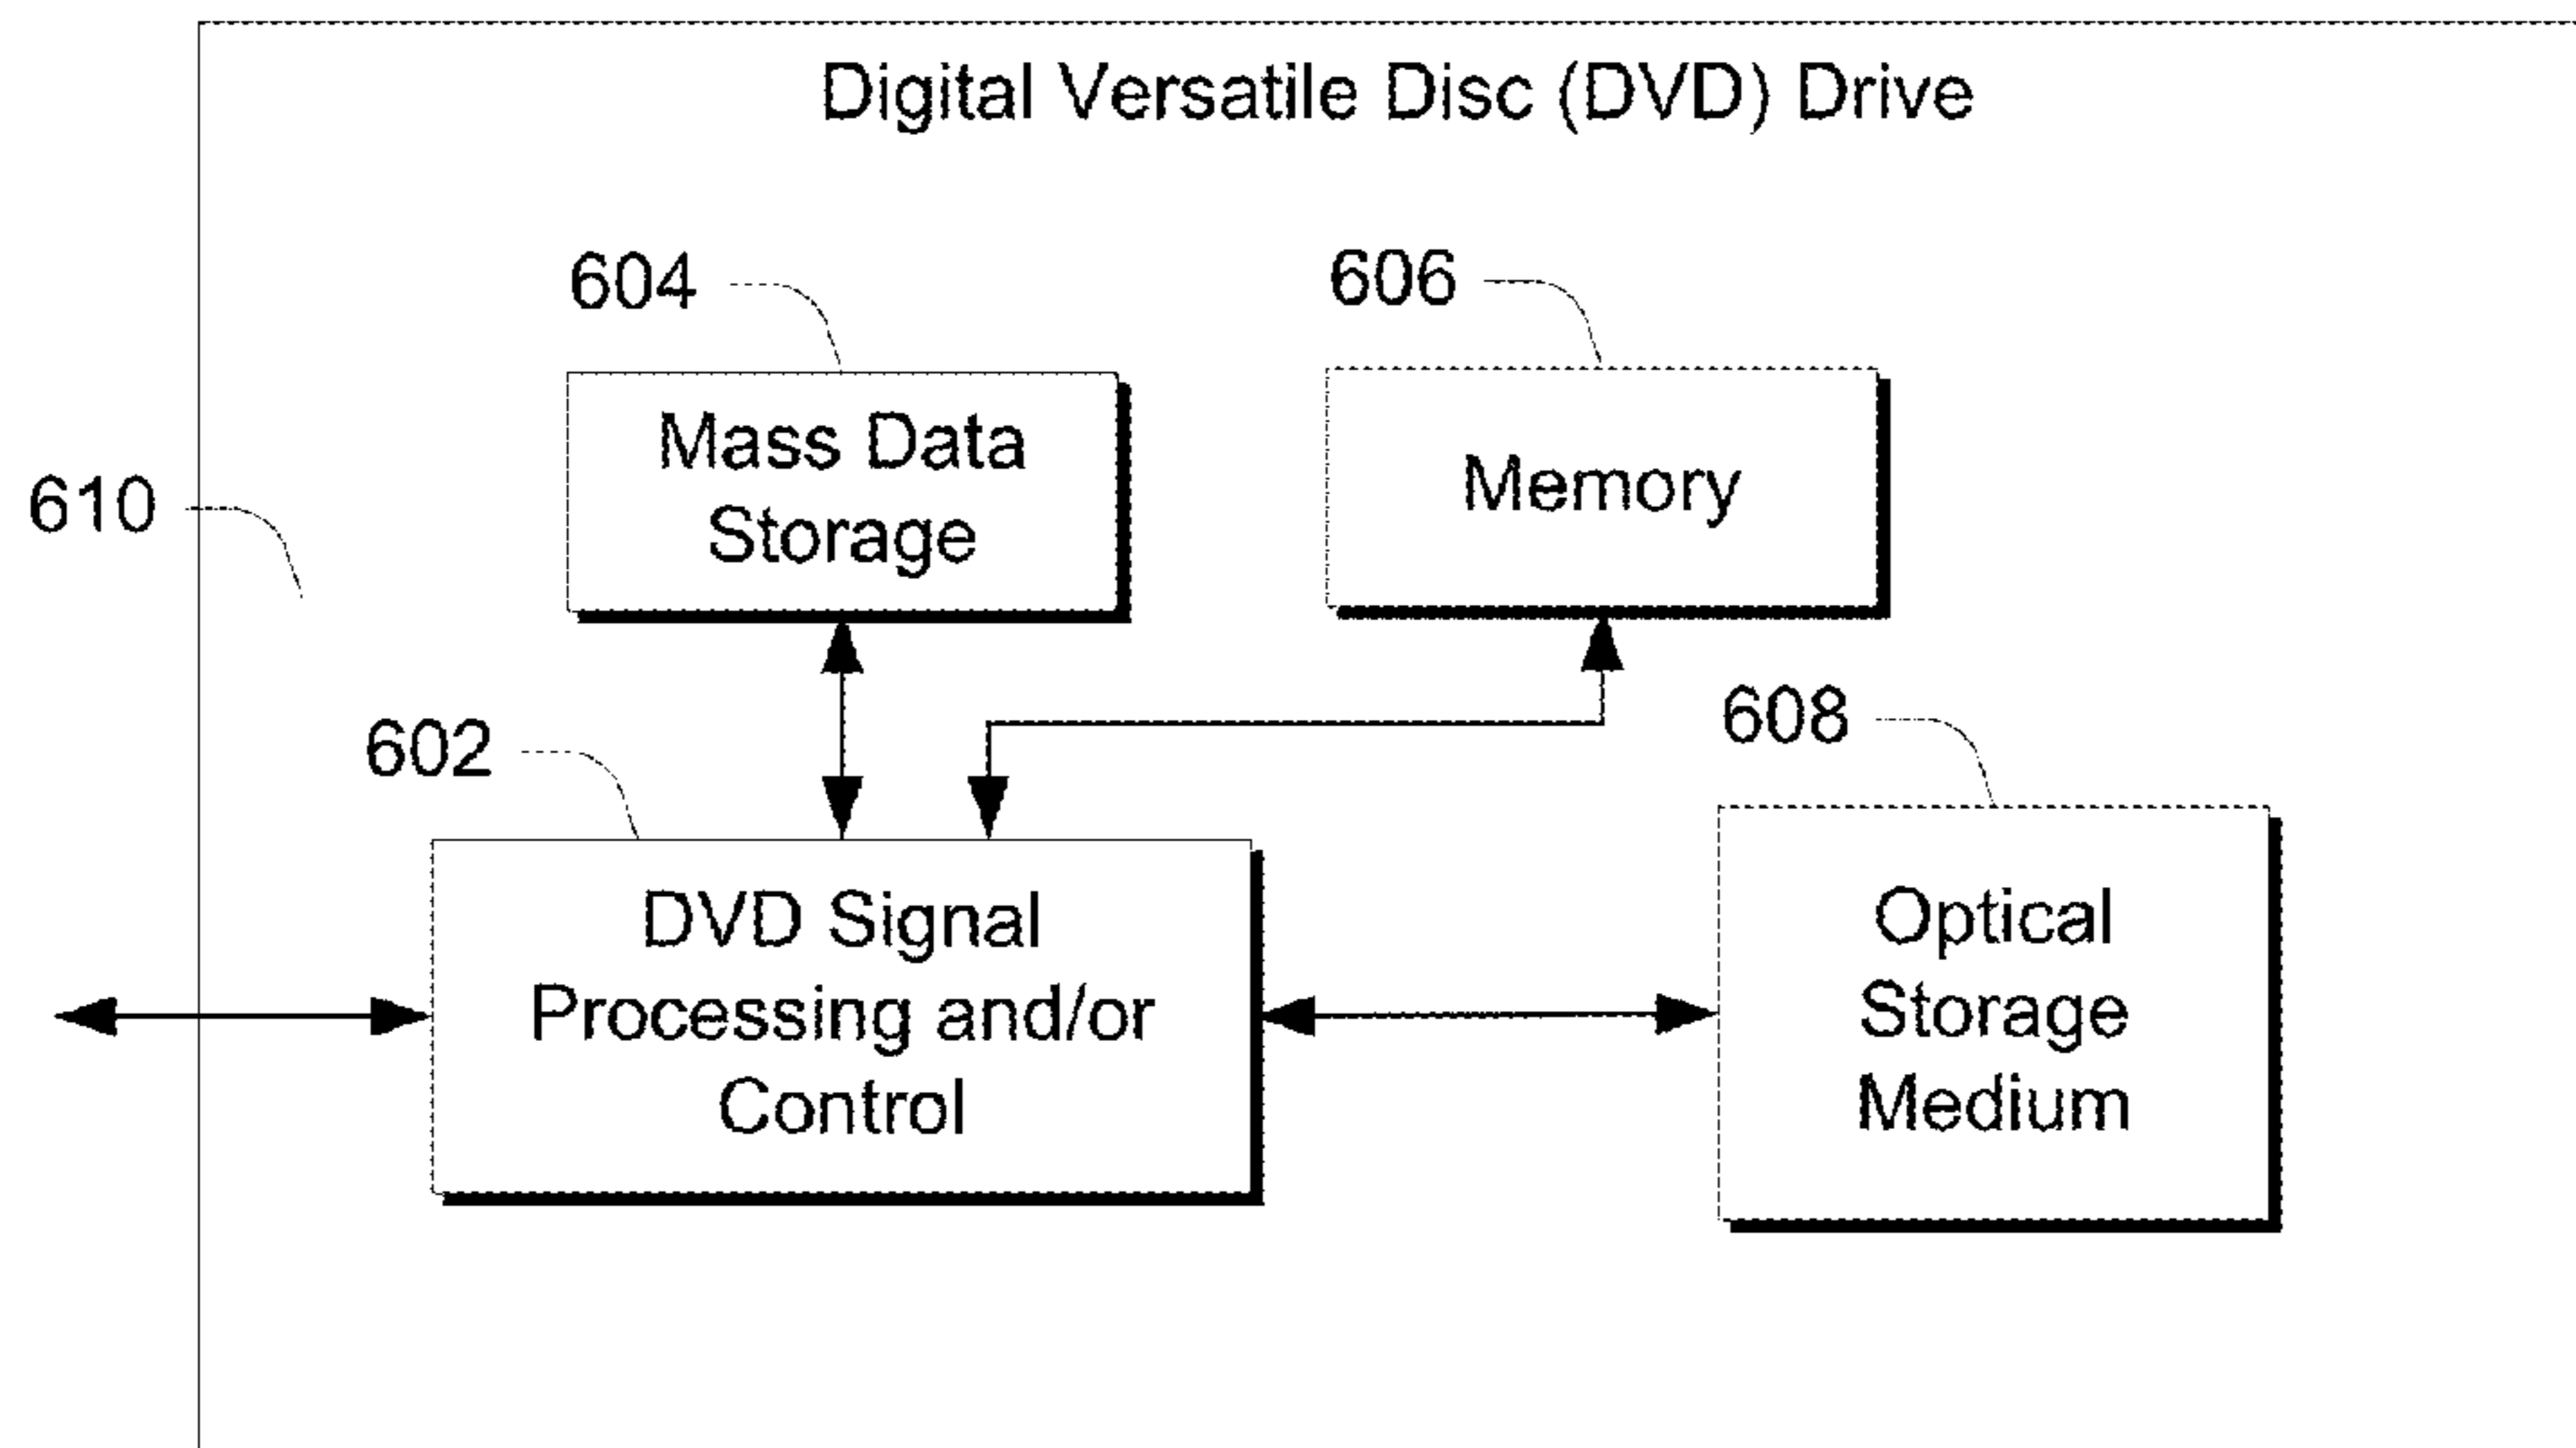 Digital Versatile Disc (DVD) Drive
604
606
Mass Data
Storage
Memory
610
602
608
DVD Signal
Processing and/or
Control
Optical
Storage
Medium